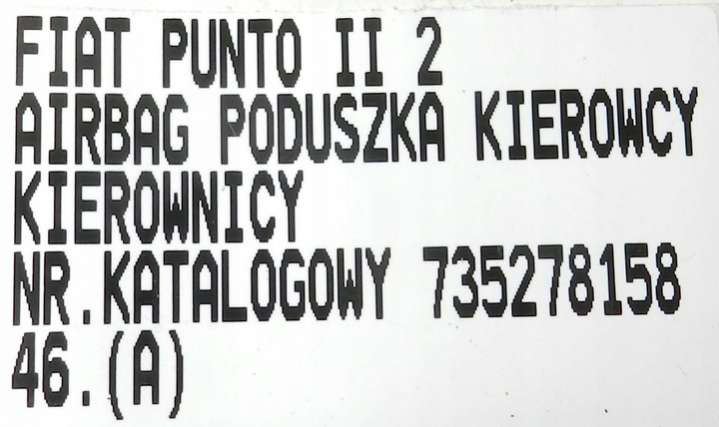 FIAT PUNTO II 2
AIRBAG PODUSZKA KIEROWCY
KIEROWNICY
NR.KATALOGOWY 735278158
46.(A)